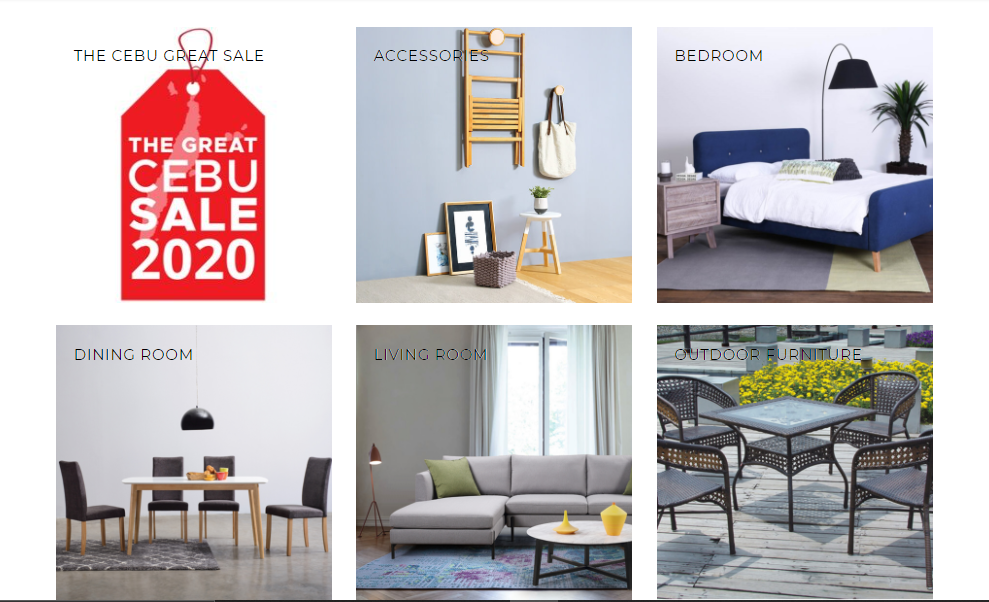 THE CEBU GREAT SALE
THE GREAT
CEBU
SALE
2020
ACCESSORIES
BEDROOM
DINING ROOM
LIVING ROOM
OUTDOOR FURNITURE